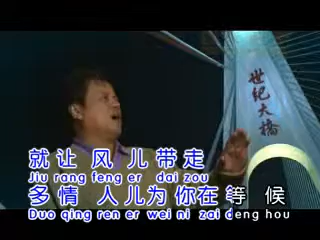 世纪大橋
就让 风 儿 带 走
Jiu rang feng er dai zou
多 情 人 儿 为 你 在 等 候
Duo qing ren er wei ni zai deng hou